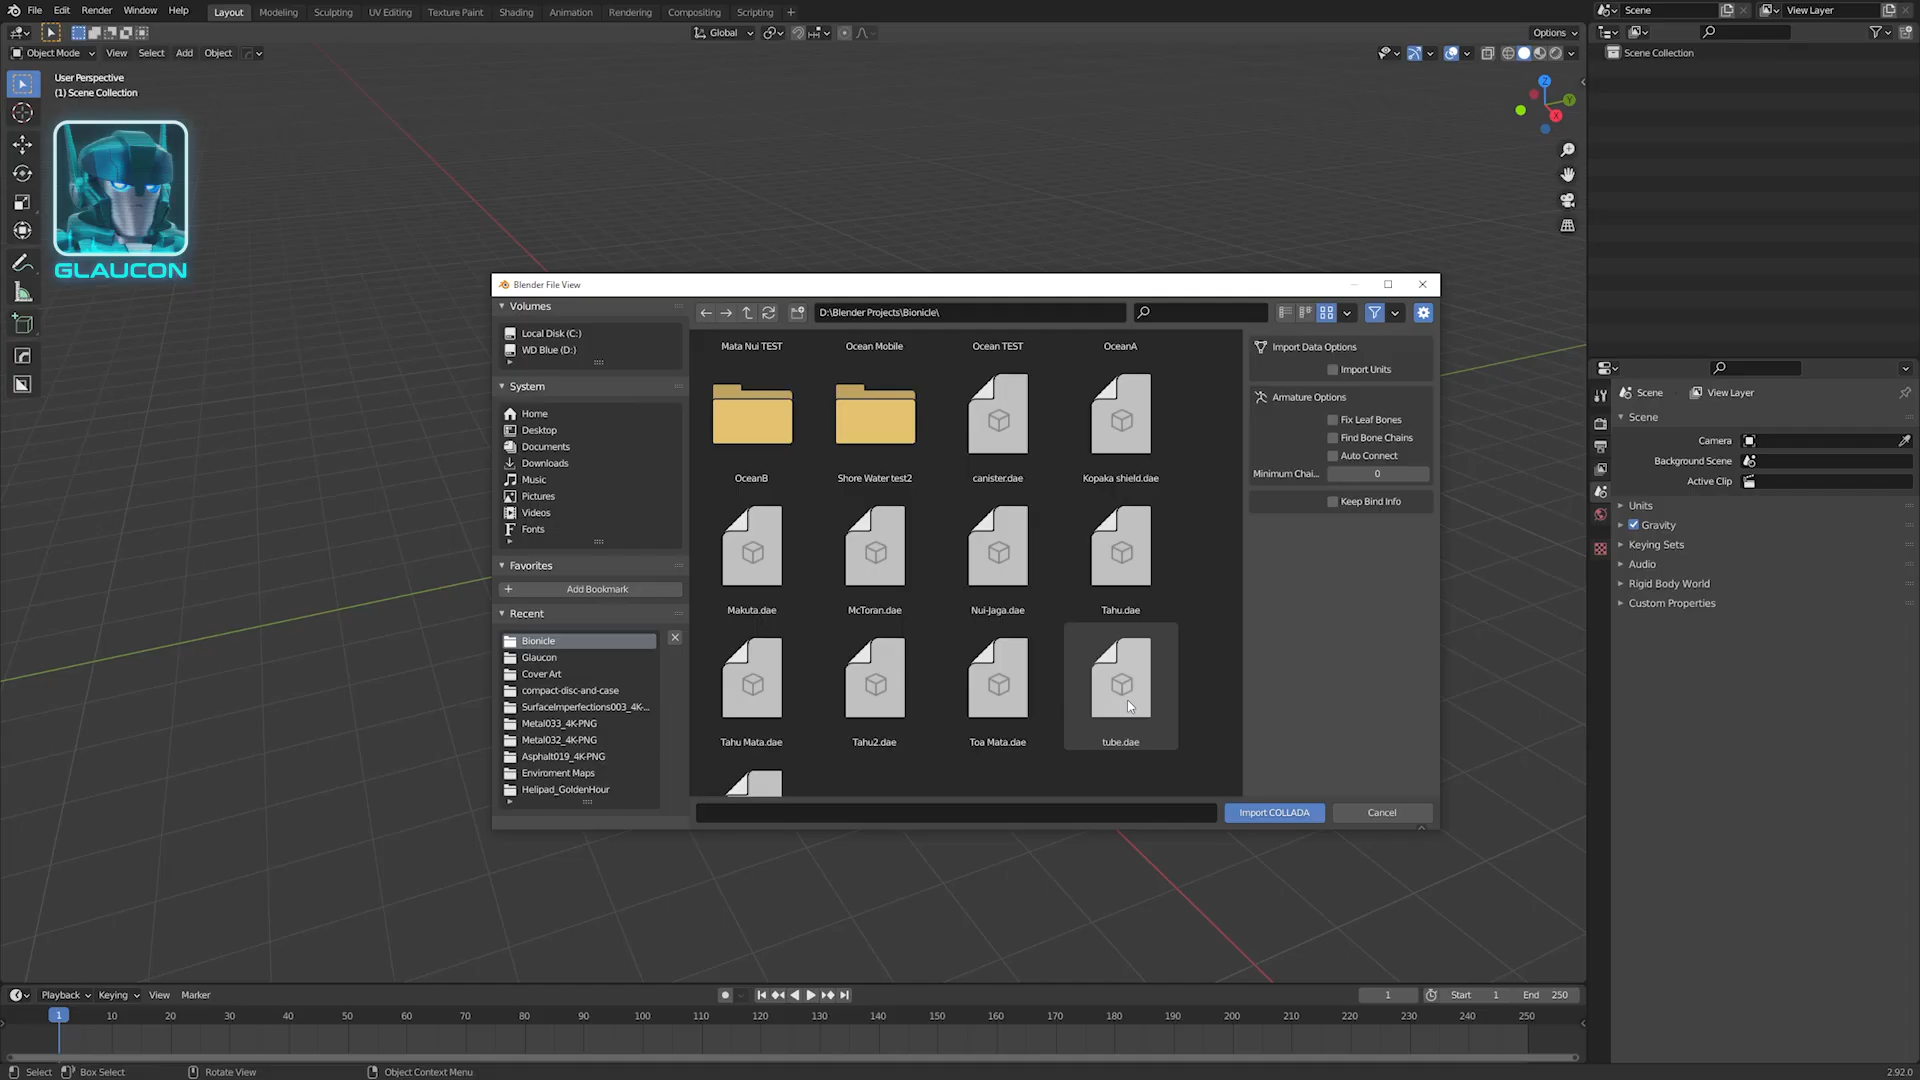 File Edit Render Window Help Layout Modeling Sculpting UV Editing Texture Paint Shading Animation Rendering Compositing Scripting + Scene View Layer
Global Options
Object Mode View Select Add Object Scene Collection
User Perspective
(1) Scene Collection
Z
Y
X
GLAUCON
Blender File View
Volumes
Local Disk (C:)
WD Blue (D:)
System
Home
Desktop
Documents
Downloads
Music
Pictures
Videos
Fonts
Favorites
Add Bookmark
Recent
Bionicle
Glaucon
Cover Art
compact-disc-and-case
SurfaceImperfections003_4K-...
Metal033_4K-PNG
Metal032_4K-PNG
Asphalt019_4K-PNG
Enviroment Maps
Helipad_GoldenHour
D:\Blender Projects\Bionicle\
Mata Nui TEST Ocean Mobile Ocean TEST OceanA
OceanB Shore Water test2 canister.dae Kopaka shield.dae
Makuta.dae McToran.dae Nui-Jaga.dae Tahu.dae
Tahu Mata.dae Tahu2.dae Toa Mata.dae tube.dae
Import Data Options
Import Units
Armature Options
Fix Leaf Bones
Find Bone Chains
Auto Connect
Minimum Chai... 0
Keep Bind Info
Import COLLADA Cancel
Scene View Layer
Scene
Camera
Background Scene
Active Clip
Units
Gravity
Keying Sets
Audio
Rigid Body World
Custom Properties
Playback Keying View Marker 1 Start 1 End 250
1 10 20 30 40 50 60 70 80 90 100 110 120 130 140 150 160 170 180 190 200 210 220 230 240 250
Select Box Select Rotate View Object Context Menu 2.92.0